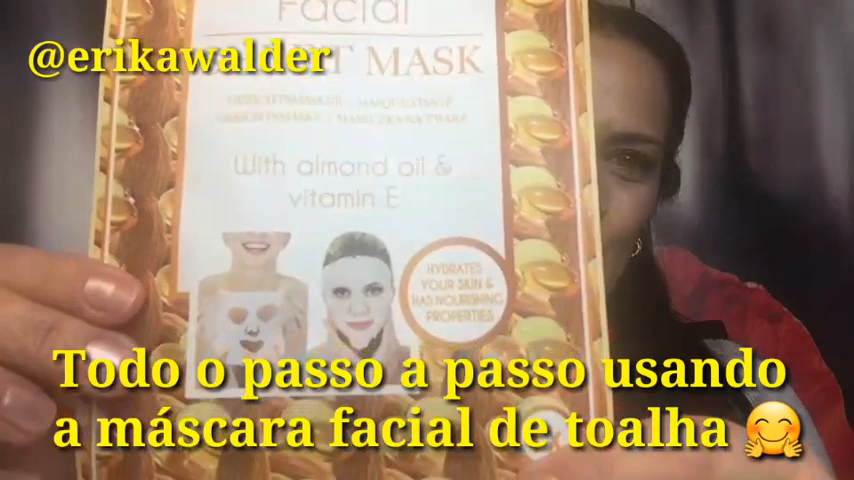 Facial
@erikawalder
MASK
With almond oil &
vitamin E
HYDRATES
YOUR SKIN &
HAS NOURISHING
PROPERTIES
Todo o passo a passo usando
a máscara facial de toalha 🤗